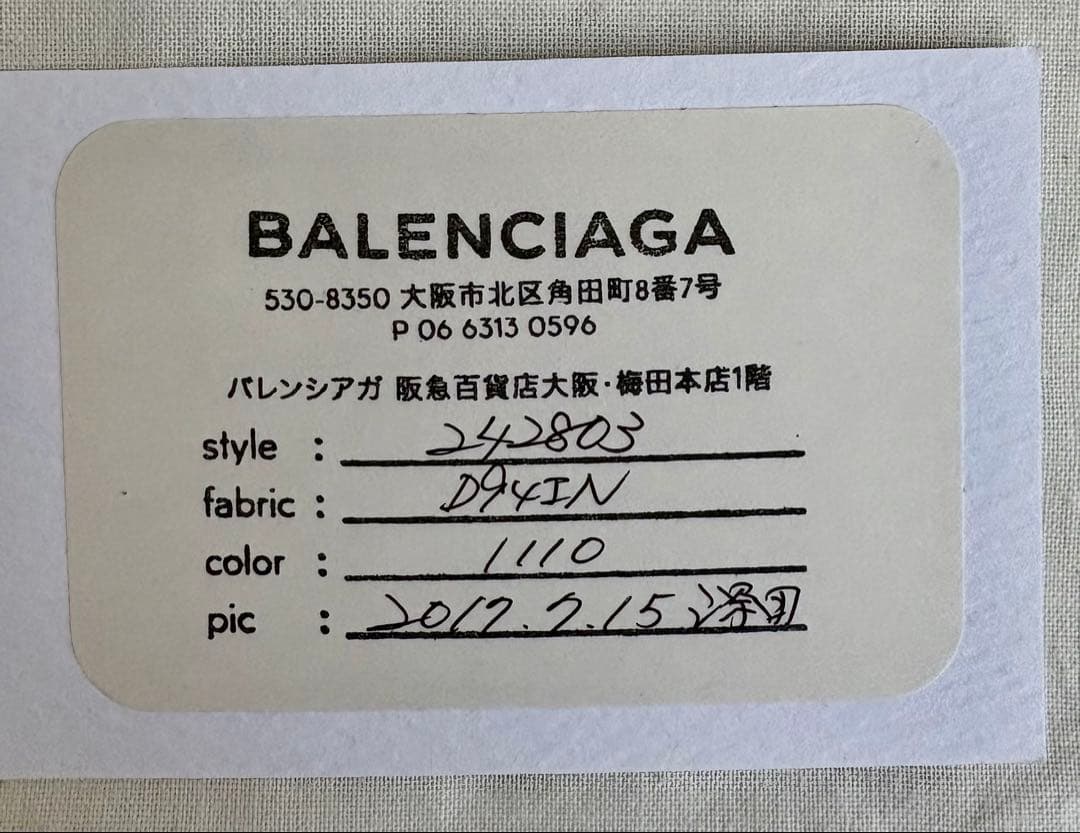 BALENCIAGA
530-8350 大阪市北区角田町8番7号
P 06 6313 0596
バレンシアガ 阪急百貨店大阪・梅田本店1階
style : 242803
fabric : D94IN
color : 1110
pic : 2017.7.15